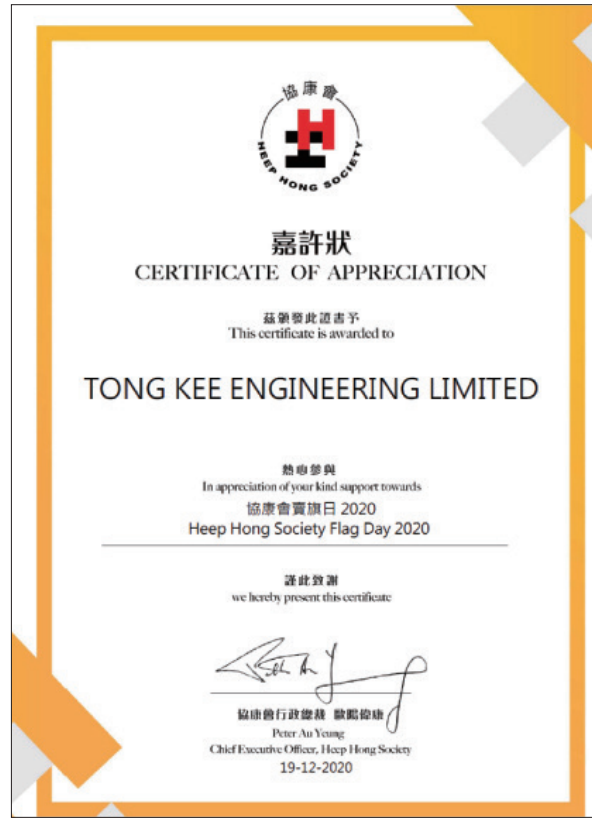 協康會
HEEP HONG SOCIETY
嘉許狀
CERTIFICATE OF APPRECIATION
茲頒發此證書予
This certificate is awarded to
TONG KEE ENGINEERING LIMITED
熱心參與
In appreciation of your kind support towards
協康會賣旗日 2020
Heep Hong Society Flag Day 2020
謹此致謝
we hereby present this certificate
協康會行政總裁 歐陽偉康
Peter Au Yeung
Chief Executive Officer, Heep Hong Society
19-12-2020